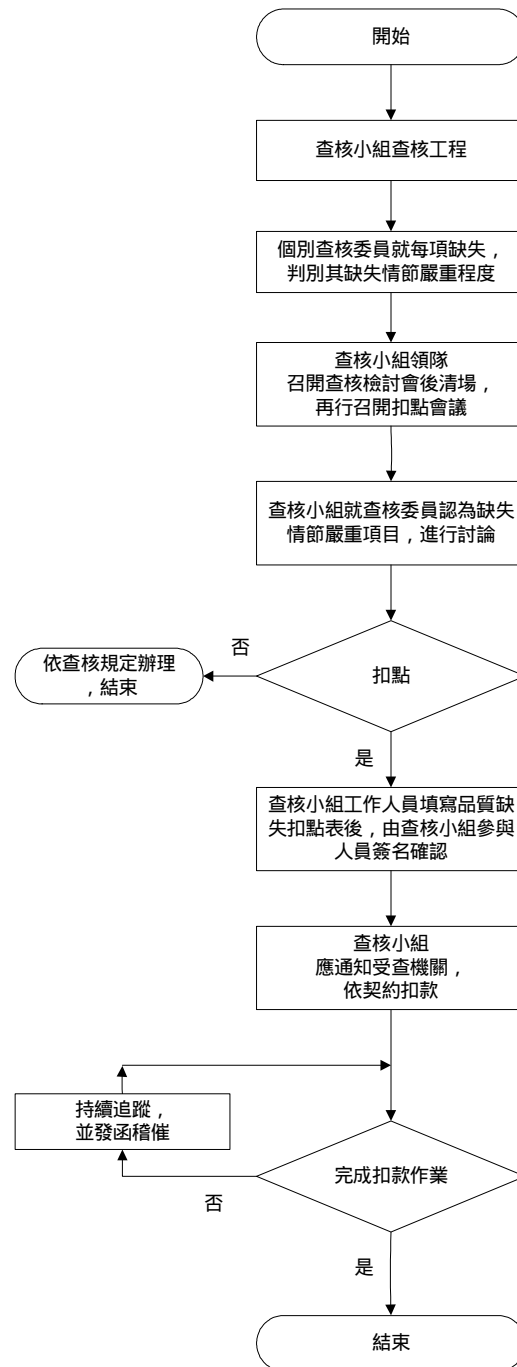 開始
查核小組查核工程
個別查核委員就每項缺失，
判別其缺失情節嚴重程度
查核小組領隊
召開查核檢討會後清場，
再行召開扣點會議
查核小組就查核委員認為缺失
情節嚴重項目，進行討論
否
依查核規定辦理
，結束
扣點
是
查核小組工作人員填寫品質缺
失扣點表後，由查核小組參與
人員簽名確認
查核小組
應通知受查機關，
依契約扣款
持續追蹤，
並發函稽催
完成扣款作業
否
是
結束